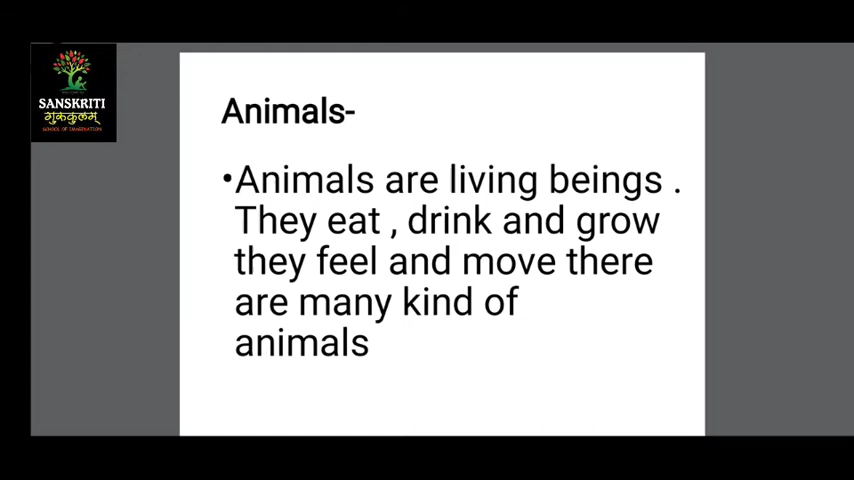 SANSKRITI
गुरुकुलम्
SCHOOL OF IMAGINATION
Animals-
•Animals are living beings .
They eat , drink and grow
they feel and move there
are many kind of
animals